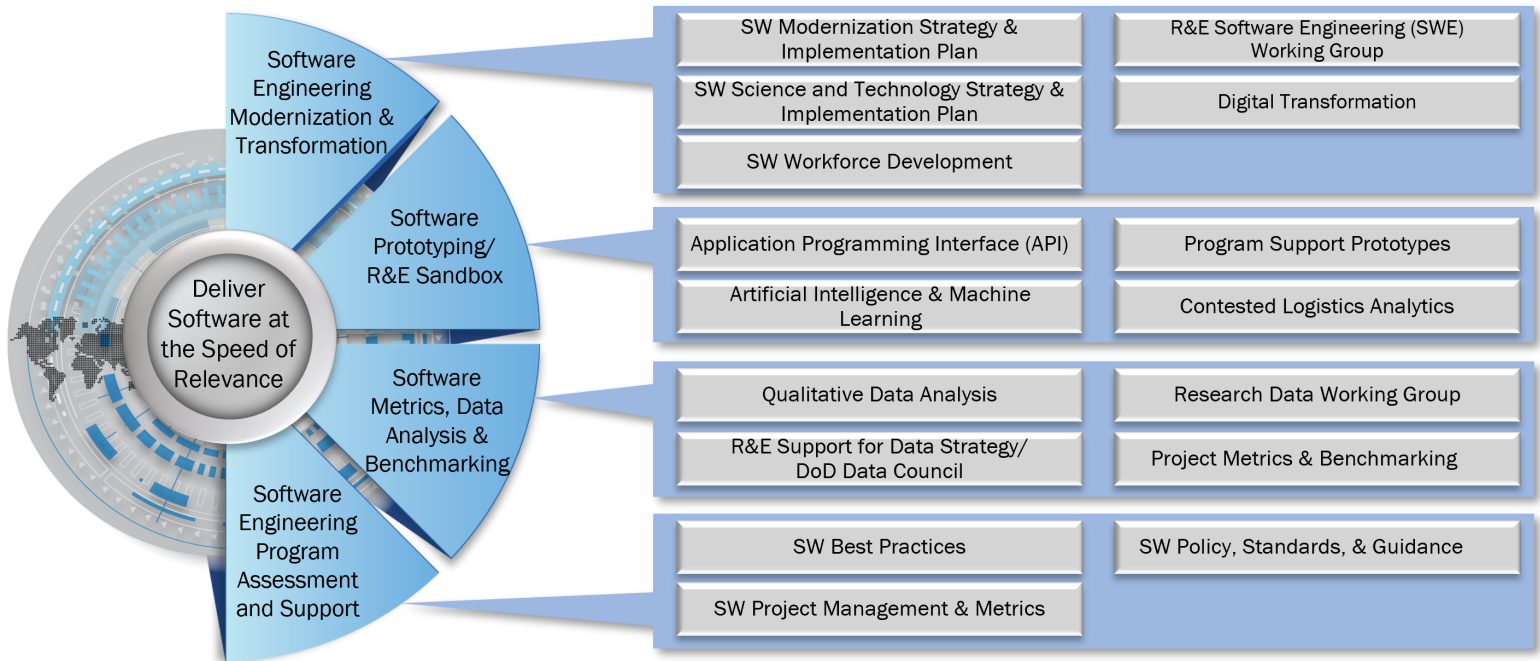 Deliver
Software at
the Speed of
Relevance
Software
Engineering
Modernization &
Transformation
SW Modernization Strategy &
Implementation Plan
R&E Software Engineering (SWE)
Working Group
SW Science and Technology Strategy &
Implementation Plan
Digital Transformation
SW Workforce Development
Software
Prototyping/
R&E Sandbox
Application Programming Interface (API)
Program Support Prototypes
Artificial Intelligence & Machine
Learning
Contested Logistics Analytics
Software
Metrics, Data
Analysis &
Benchmarking
Qualitative Data Analysis
Research Data Working Group
R&E Support for Data Strategy/
DoD Data Council
Project Metrics & Benchmarking
Software
Engineering
Program
Assessment
and Support
SW Best Practices
SW Policy, Standards, & Guidance
SW Project Management & Metrics